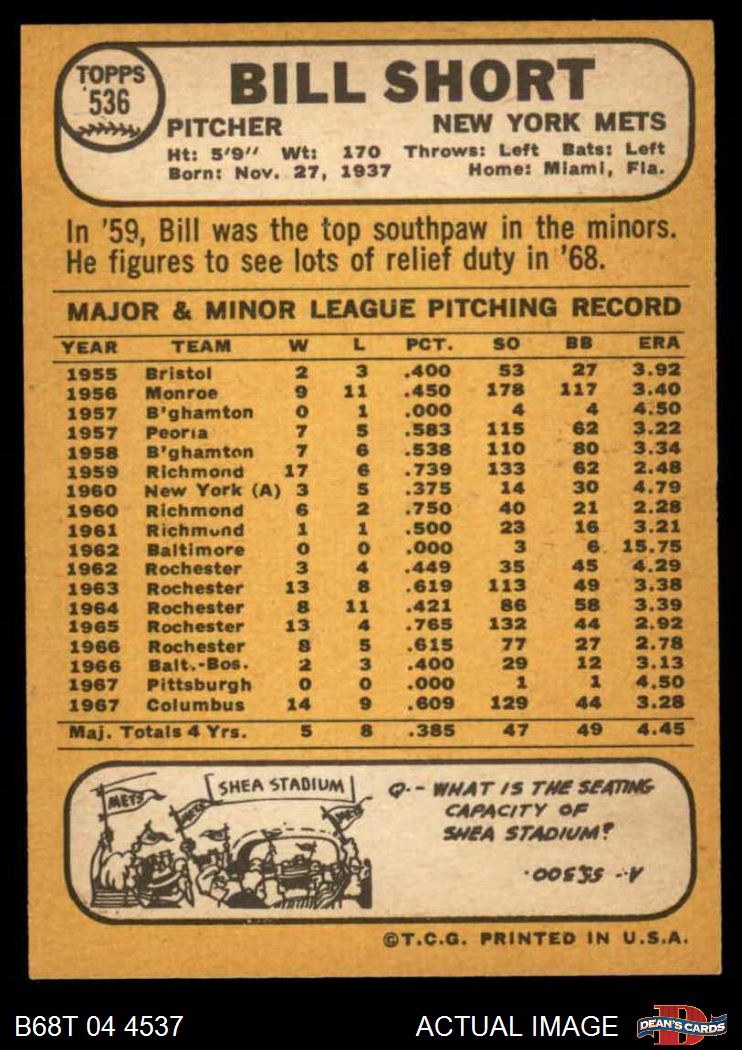 TOPPS
536
BILL SHORT
PITCHER NEW YORK METS
Ht: 5'9" Wt: 170 Throws: Left Bats: Left
Born: Nov. 27, 1937 Home: Miami, Fla.
In '59, Bill was the top southpaw in the minors.
He figures to see lots of relief duty in '68.
MAJOR & MINOR LEAGUE PITCHING RECORD
YEAR TEAM W L PCT. SO BB ERA
1955 Bristol 2 3 .400 53 27 3.92
1956 Monroe 9 11 .450 178 117 3.40
1957 B'ghamton 0 1 .000 4 4 4.50
1957 Peoria 7 5 .583 115 62 3.22
1958 B'ghamton 7 6 .538 110 80 3.34
1959 Richmond 17 6 .739 133 62 2.48
1960 New York (A) 3 5 .375 14 30 4.79
1960 Richmond 6 2 .750 40 21 2.28
1961 Richmond 1 1 .500 23 16 3.21
1962 Baltimore 0 0 .000 3 6 15.75
1962 Rochester 3 4 .449 35 45 4.29
1963 Rochester 13 8 .619 113 49 3.38
1964 Rochester 8 11 .421 86 58 3.39
1965 Rochester 13 4 .765 132 44 2.92
1966 Rochester 8 5 .615 77 27 2.78
1966 Balt.-Bos. 2 3 .400 29 12 3.13
1967 Pittsburgh 0 0 .000 1 1 4.50
1967 Columbus 14 9 .609 129 44 3.28
Maj. Totals 4 Yrs. 5 8 .385 47 49 4.45
SHEA STADIUM
METS
METS
METS
Q-- WHAT IS THE SEATING
CAPACITY OF
SHEA STADIUM?
A-- 55,300.
©T.C.G. PRINTED IN U.S.A.
B68T 04 4537 ACTUAL IMAGE DEAN'S CARDS